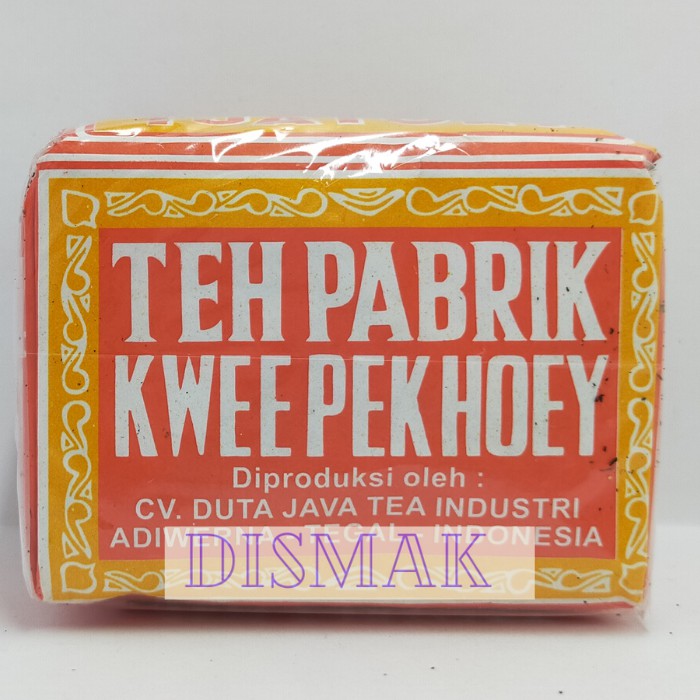 TEH PABRIK
KWEE PEK HOEY
Diproduksi oleh :
CV. DUTA JAVA TEA INDUSTRI
ADIWERNA - TEGAL - INDONESIA
DISMAK